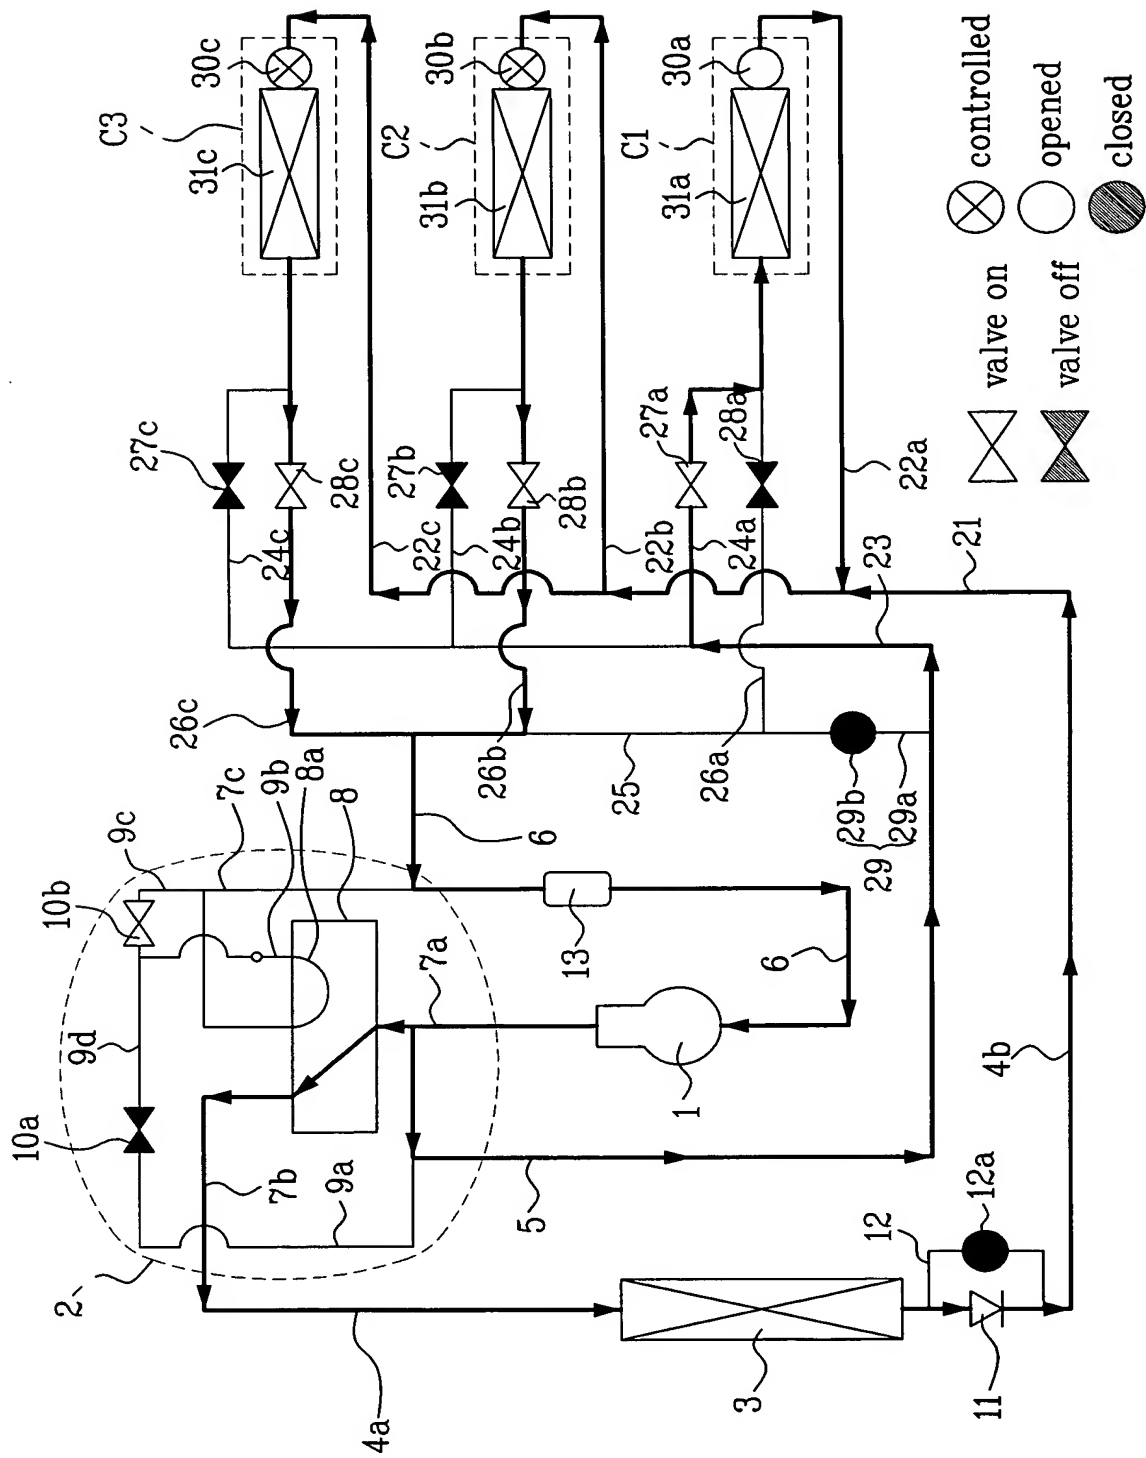 2
10a
9d
10b
9c
7c
9b
8a
8
7b
9a
7a
4a
5
1
13
6
6
3
11
12
12a
4b
26c
24c
27c
28c
31c
C3
30c
22c
26b
24b
27b
28b
31b
C2
30b
22b
25
26a
24a
27a
28a
31a
C1
30a
22a
29b
29a
29
23
21
valve on
controlled
valve off
opened
closed